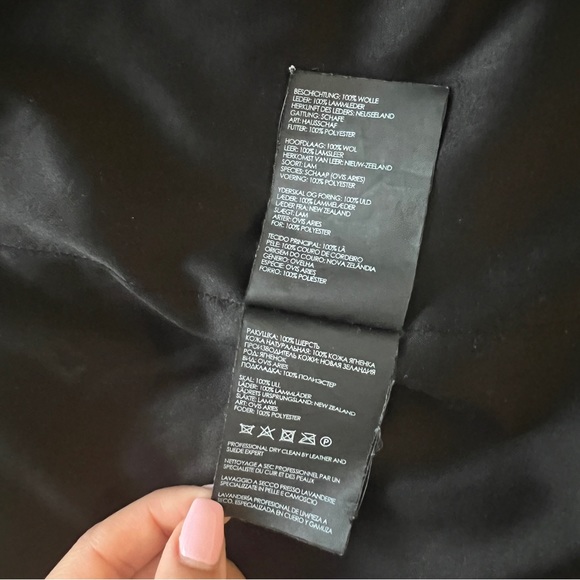 BESCHICHTUNG: 100% WOLLE
LEDER: 100% LAMMLEDER
HERKUNFT DES LEDERS: NEUSEELAND
GATTUNG: SCHAFE
ART: HAUSSCHAF
FUTTER: 100% POLYESTER
HOOFDLAAG: 100% WOL
LEER: 100% LAMSLEER
HERKOMST VAN LEER: NIEUW-ZEELAND
SOORT: LAM
SPECIES: SCHAAP (OVIS ARIES)
VOERING: 100% POLYESTER
YDERSKAL OG FORING: 100% ULD
LÆDER: 100% LAMMELÆDER
LÆDER FRA: NEW ZEALAND
SLÆGT: LAM
ARTER: OVIS ARIES
FOR: 100% POLYESTER
TECIDO PRINCIPAL: 100% LÃ
PELE: 100% COURO DE CORDEIRO
ORIGEM DO COURO: NOVA ZELÂNDIA
GÉNERO: OVELHA
ESPECIE: OVIS ARIES
FORRO: 100% POLIÉSTER
РАКУШКА: 100% ШЕРСТЬ
КОЖА НАТУРАЛЬНАЯ: 100% КОЖА ЯГНЕНКА
ПРОИЗВОДИТЕЛЬ КОЖИ: НОВАЯ ЗЕЛАНДИЯ
РОД: ЯГНЕНОК
ВИД: OVIS ARIES
ПОДКЛАДКА: 100% ПОЛИЭСТЕР
SKAL: 100% ULL
LÄDER: 100% LAMMLÄDER
LÄDRETS URSPRUNGSLAND: NEW ZEALAND
SLÄKTE: LAMM
ART: OVIS ARIES
FODER: 100% POLYESTER
P
PROFESSIONAL DRY CLEAN BY LEATHER AND
SUEDE EXPERT
NETTOYAGE A SEC PROFESSIONNEL PAR UN
SPECIALISTE DU CUIR ET DES PEAUX
LAVAGGIO A SECCO PRESSO LAVANDERIE
SPECIALIZZATE IN PELLE E CAMOSCIO
LAVANDERÍA PROFESIONAL DE LIMPIEZA A
SECO, ESPECIALIZADA EN CUERO Y GAMUZA